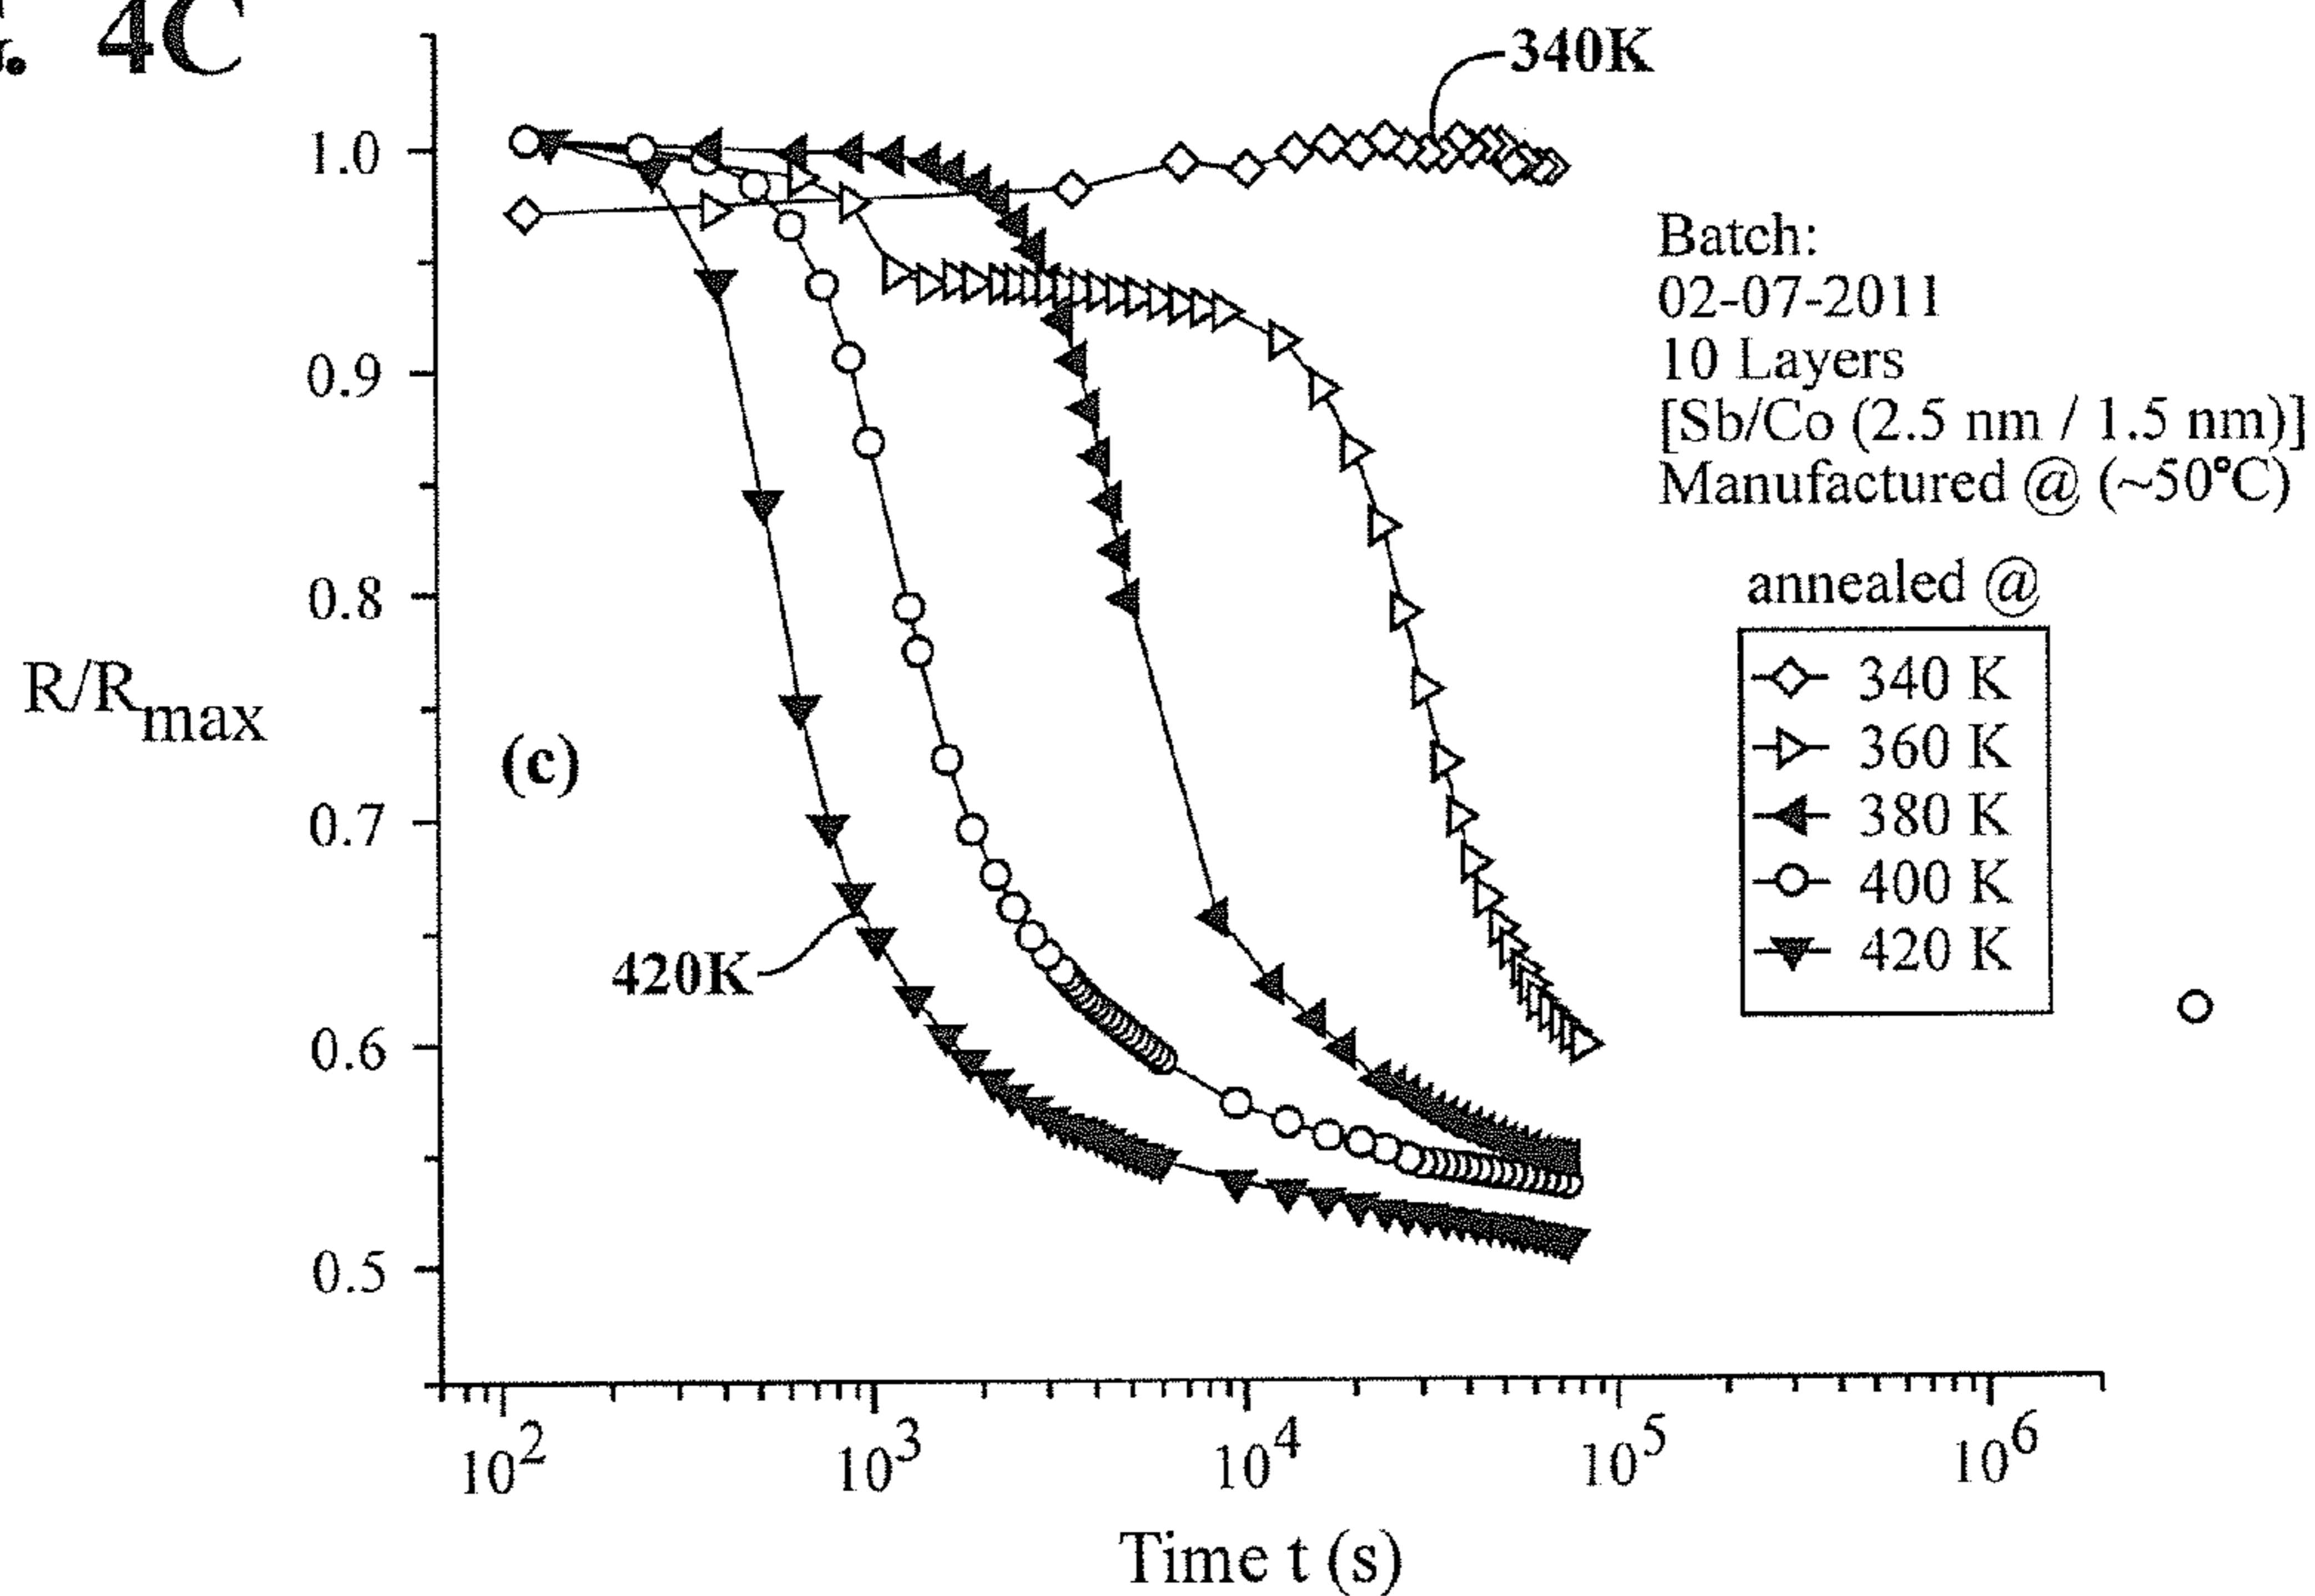 4C
340K
1.0
0.9
0.8
0.7
0.6
0.5
R/Rmax
(c)
420K
Batch:
02-07-2011
10 Layers
[Sb/Co (2.5 nm / 1.5 nm)]
Manufactured @ (~50°C)
annealed @
340 K
360 K
380 K
400 K
420 K
10^2
10^3
10^4
10^5
10^6
Time t (s)